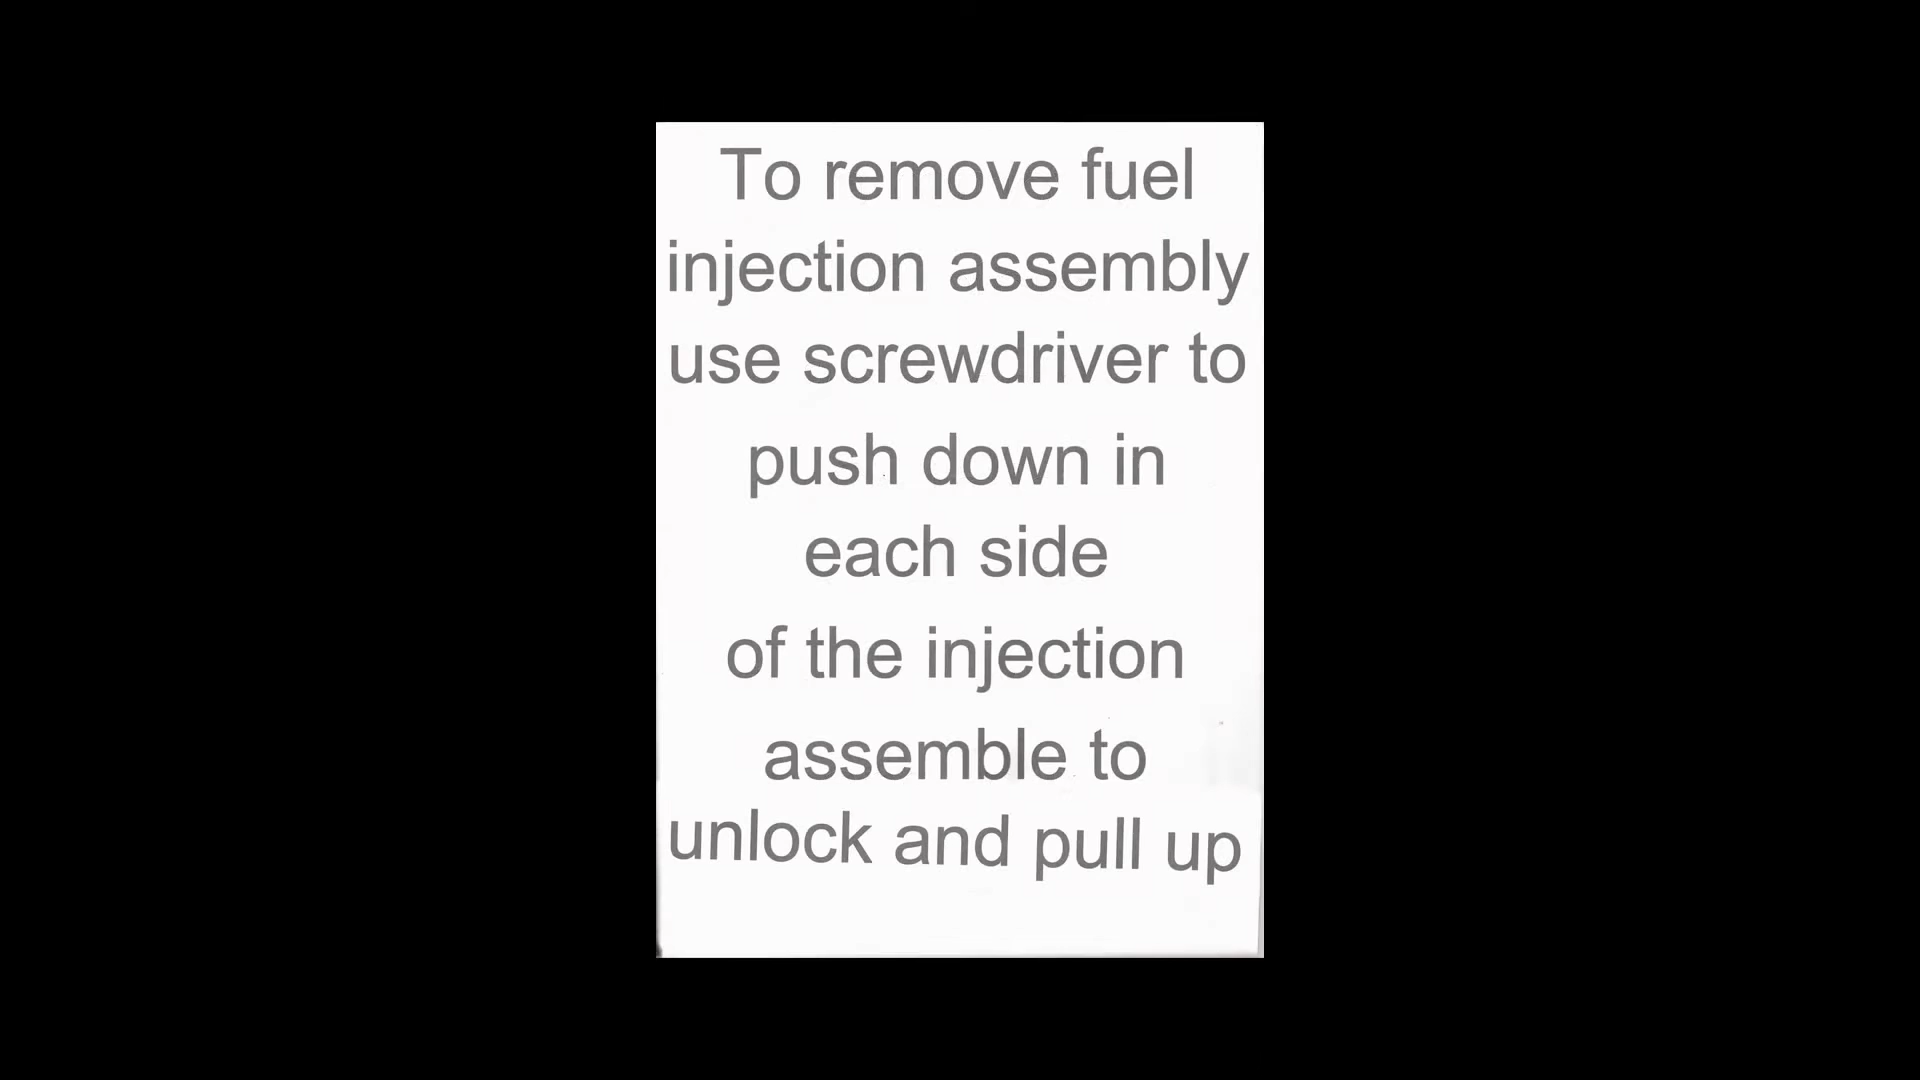 To remove fuel
injection assembly
use screwdriver to
push down in
each side
of the injection
assemble to
unlock and pull up